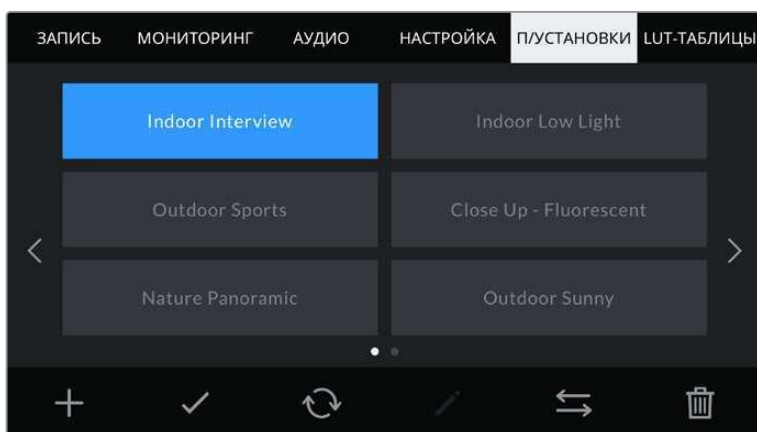 ЗАПИСЬ МОНИТОРИНГ АУДИО НАСТРОЙКА П/УСТАНОВКИ LUT-ТАБЛИЦЫ
Indoor Interview Indoor Low Light
Outdoor Sports Close Up - Fluorescent
Nature Panoramic Outdoor Sunny